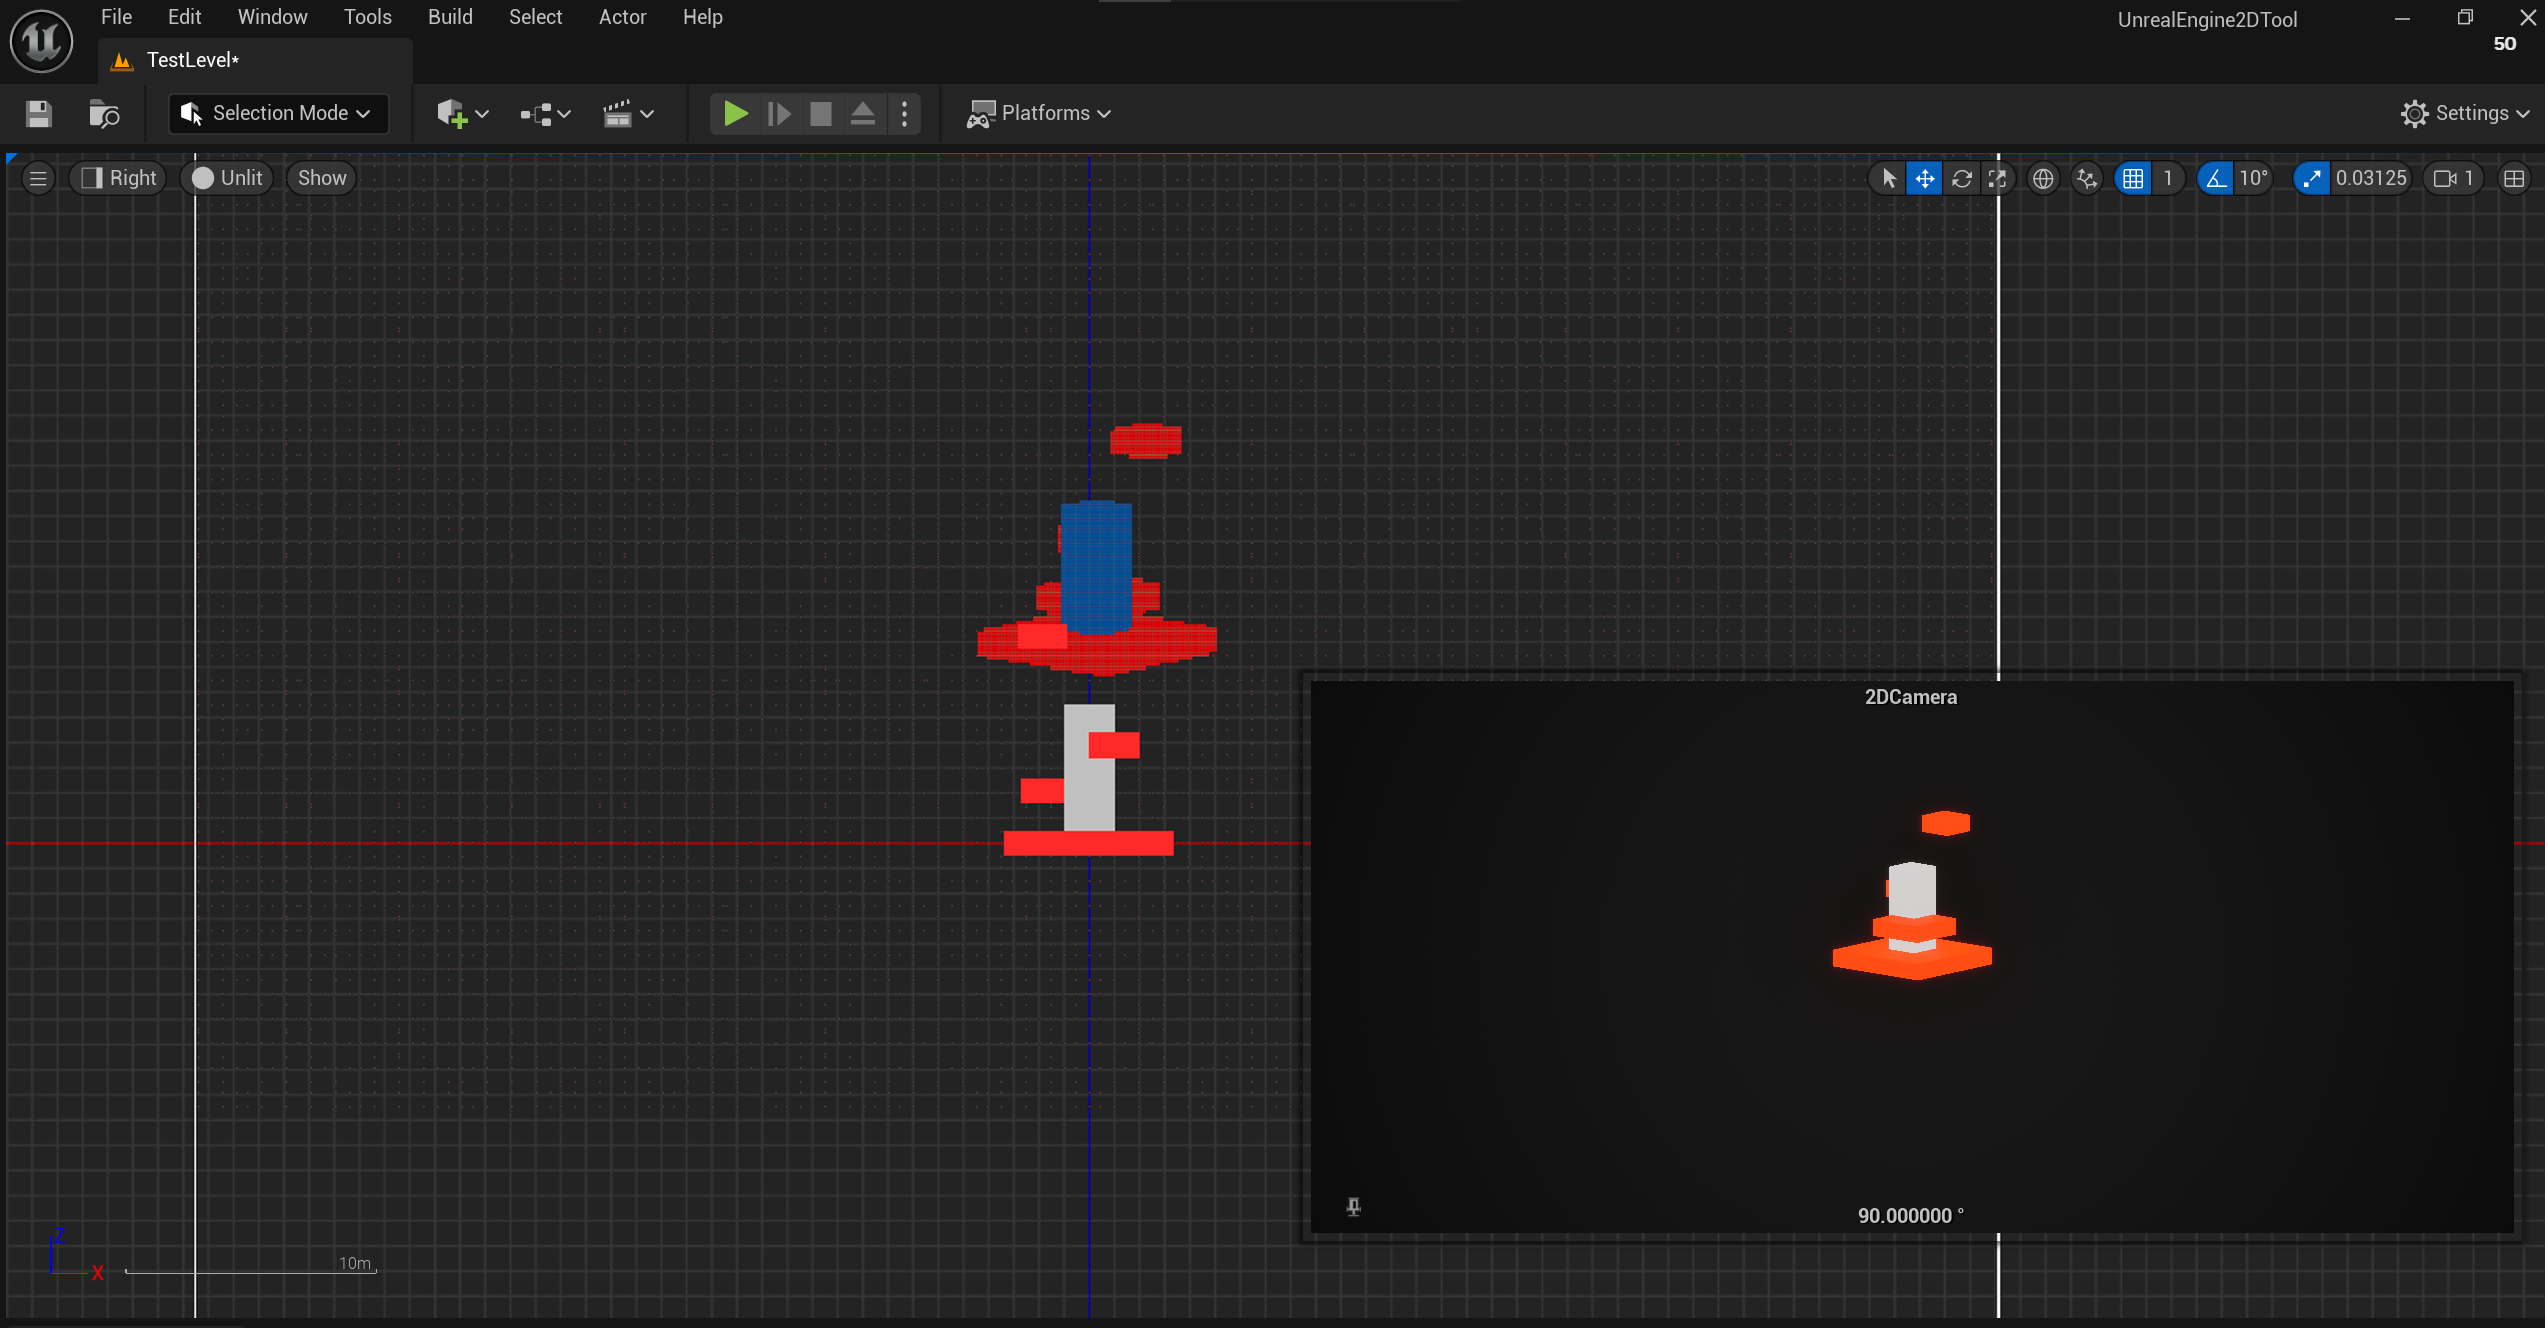 File Edit Window Tools Build Select Actor Help
UnrealEngine2DTool
50
TestLevel*
Selection Mode
Platforms
Settings
Right Unlit Show
1 10° 0.03125 1
2DCamera
90.000000 °
Z
X
10m